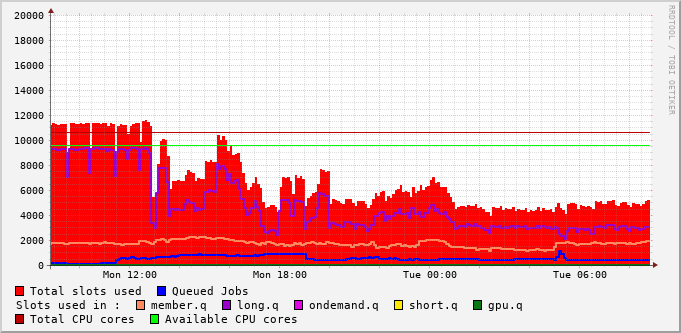 20000
18000
16000
14000
12000
10000
8000
6000
4000
2000
0
Mon 12:00 Mon 18:00 Tue 00:00 Tue 06:00
RRDTOOL / TOBI OETIKER
Total slots used Queued Jobs
Slots used in : member.q long.q ondemand.q short.q gpu.q
Total CPU cores Available CPU cores